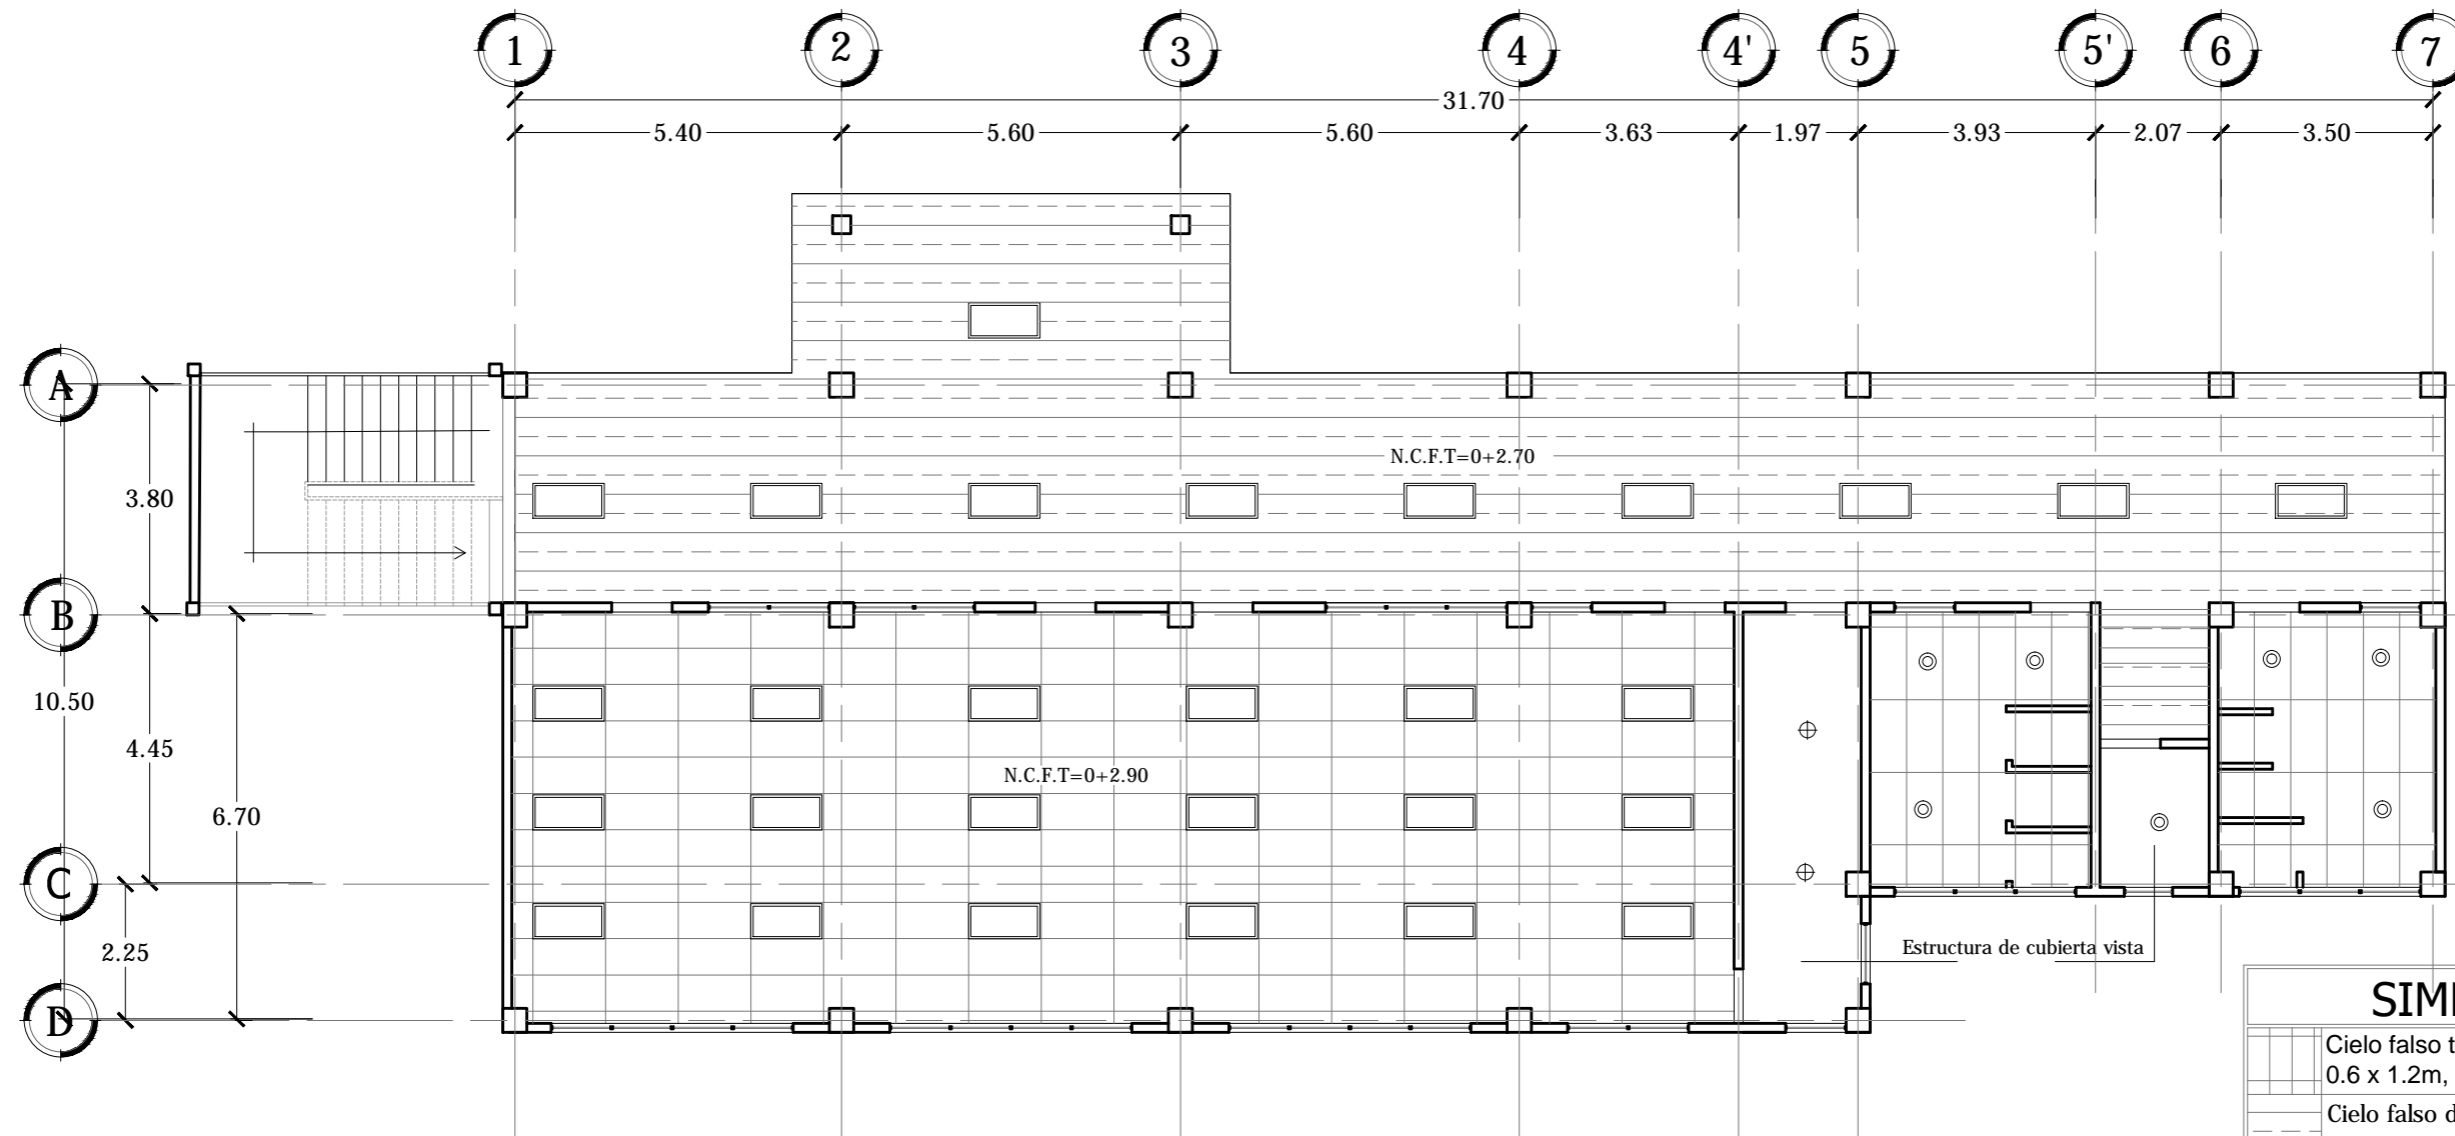 1 2 3 4 4' 5 5' 6 7
31.70
5.40 5.60 5.60 3.63 1.97 3.93 2.07 3.50
A
N.C.F.T=0+2.70
3.80
B
10.50
4.45
N.C.F.T=0+2.90
6.70
C
2.25
Estructura de cubierta vista
D
Cielo falso
0.6 x 1.2m,
Cielo falso